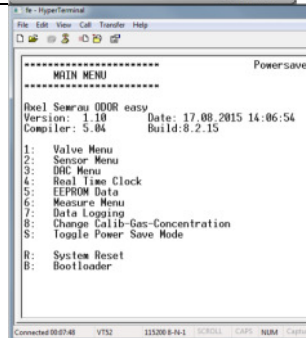 fe - HyperTerminal
File Edit View Call Transfer Help
************************ Powersave
MAIN MENU
************************
Axel Semrau ODOR easy
Version: 1.10 Date: 17.08.2015 14:06:54
Compiler: 5.04 Build:8.2.15
1: Valve Menu
2: Sensor Menu
3: DAC Menu
4: Real Time Clock
5: EEPROM Data
6: Measure Menu
7: Data Logging
8: Change Calib-Gas-Concentration
S: Toggle Power Save Mode
R: System Reset
B: Bootloader
Connected 00:07:48 VT52 115200 8-N-1 SCROLL CAPS NUM Captu